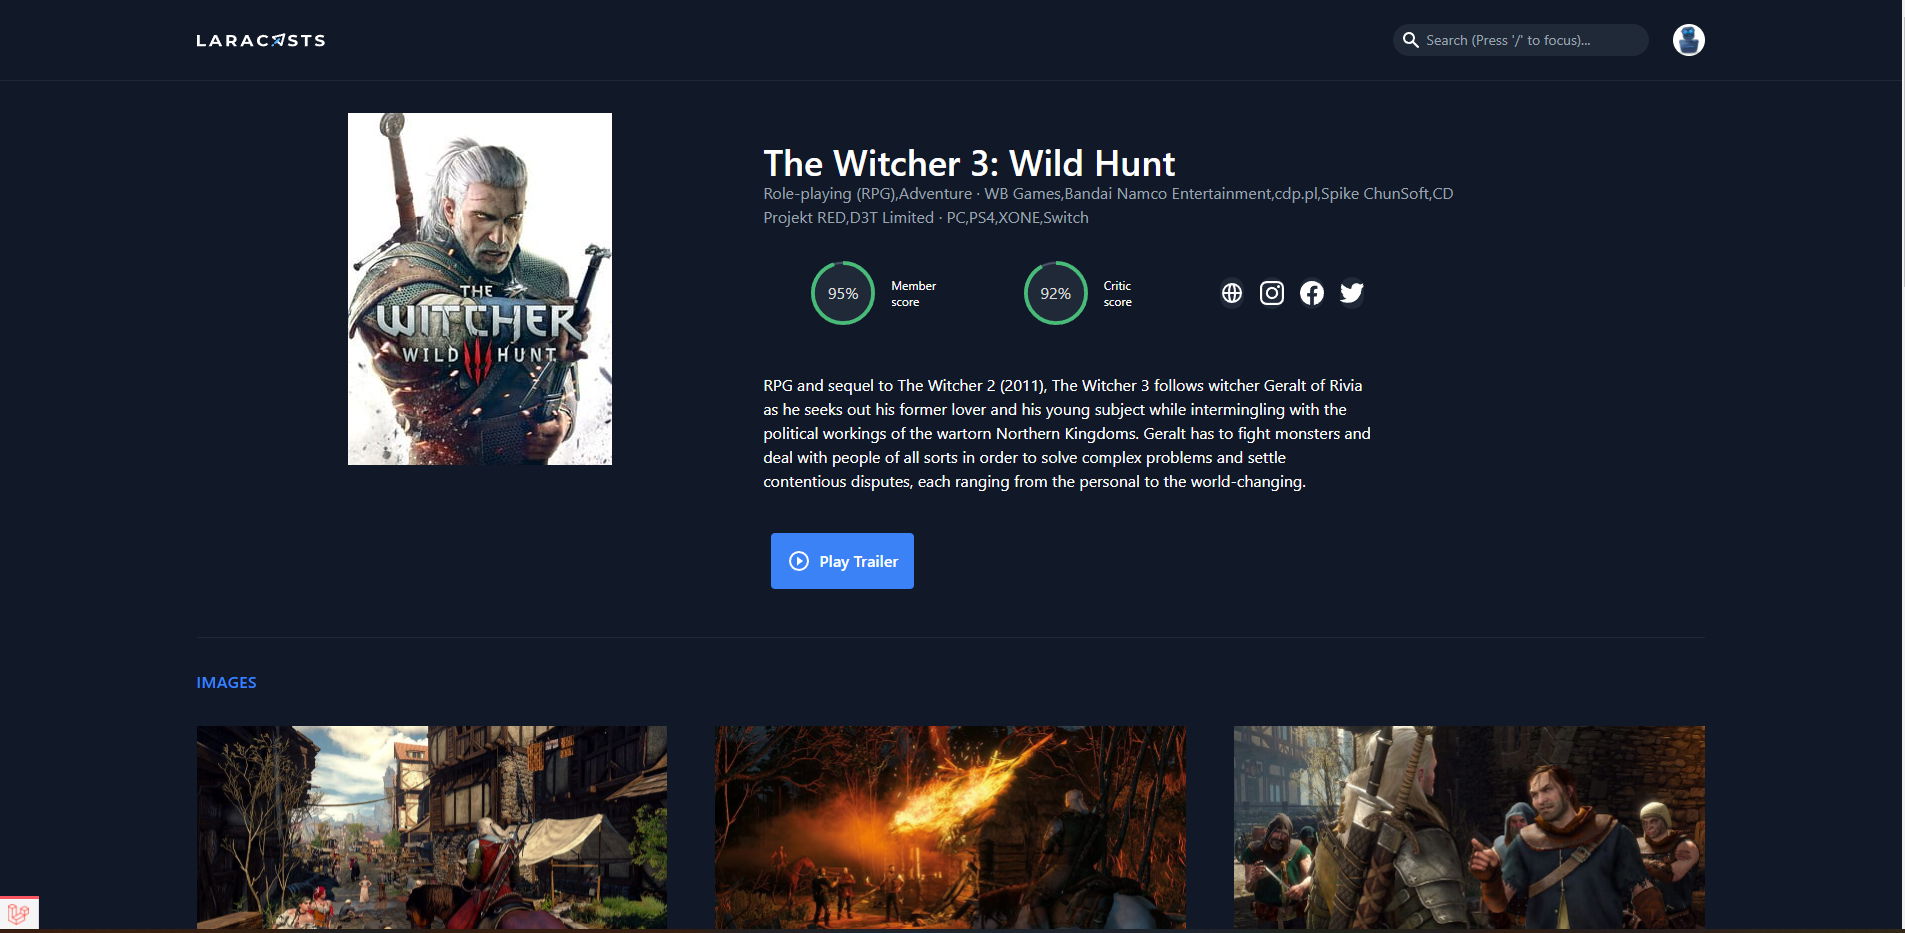 LARACASTS
Search (Press '/' to focus)...
THE
WITCHER
WILD HUNT
The Witcher 3: Wild Hunt
Role-playing (RPG),Adventure · WB Games,Bandai Namco Entertainment,cdp.pl,Spike ChunSoft,CD
Projekt RED,D3T Limited · PC,PS4,XONE,Switch
95%
Member
score
92%
Critic
score
RPG and sequel to The Witcher 2 (2011), The Witcher 3 follows witcher Geralt of Rivia
as he seeks out his former lover and his young subject while intermingling with the
political workings of the wartorn Northern Kingdoms. Geralt has to fight monsters and
deal with people of all sorts in order to solve complex problems and settle
contentious disputes, each ranging from the personal to the world-changing.
Play Trailer
IMAGES